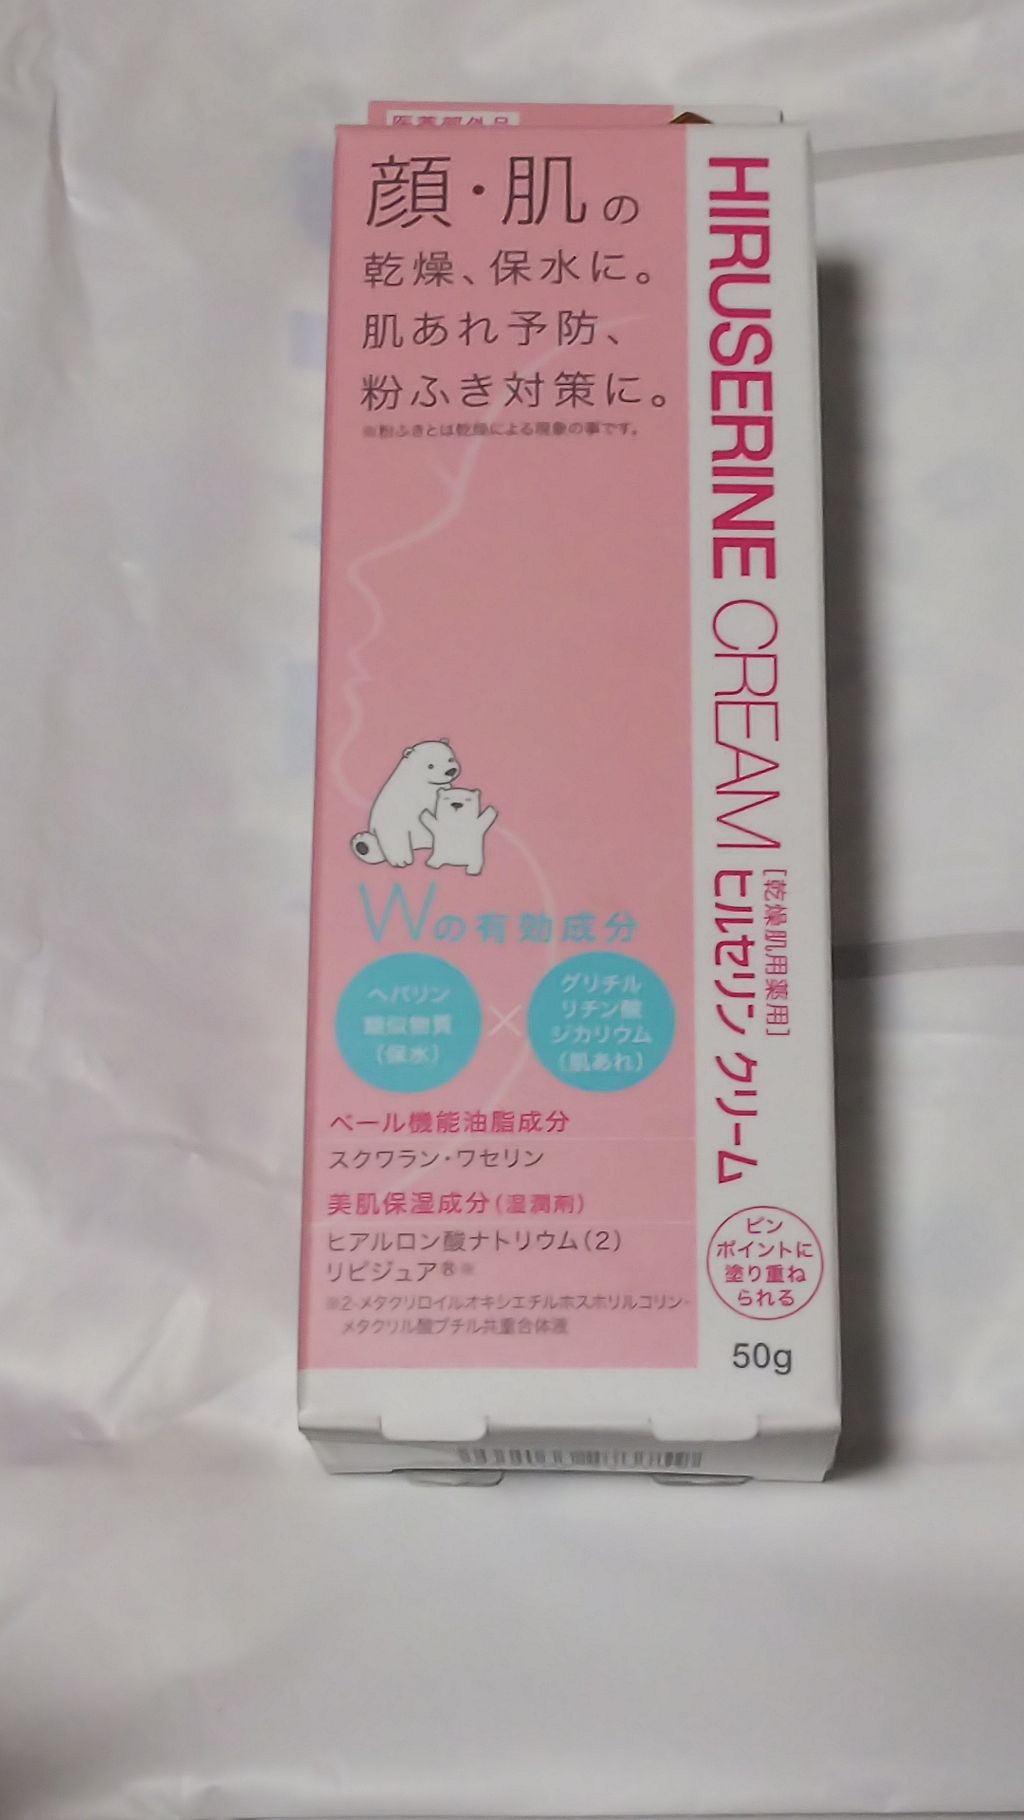 医薬部外品
顔・肌の
乾燥、保水に。
肌あれ予防、
粉ふき対策に。
※粉ふきとは乾燥による現象の事です。
Wの有効成分
ヘパリン
類似物質
(保水)
×
グリチル
リチン酸
ジカリウム
(肌あれ)
ベール機能油脂成分
スクワラン・ワセリン
美肌保湿成分(湿潤剤)
ヒアルロン酸ナトリウム(2)
リピジュア®※
※2-メタクリロイルオキシエチルホスホリルコリン・
メタクリル酸ブチル共重合体液
HIRUSERINE CREAM
[乾燥肌用薬用]
ヒルセリン クリーム
ピン
ポイントに
塗り重ね
られる
50g